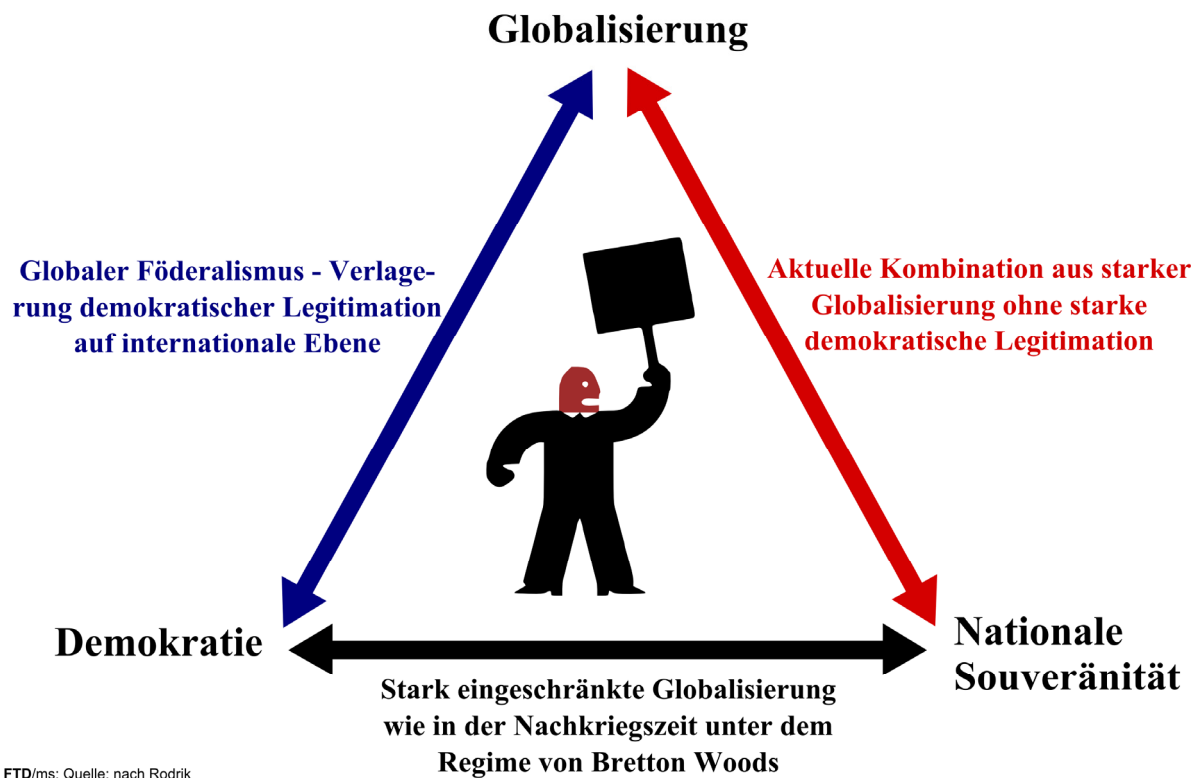 Globalisierung
Globaler Föderalismus - Verlage-
rung demokratischer Legitimation
auf internationale Ebene
Aktuelle Kombination aus starker
Globalisierung ohne starke
demokratische Legitimation
Demokratie
Nationale
Souveränität
Stark eingeschränkte Globalisierung
wie in der Nachkriegszeit unter dem
Regime von Bretton Woods
FTD/ms; Quelle: nach Rodrik